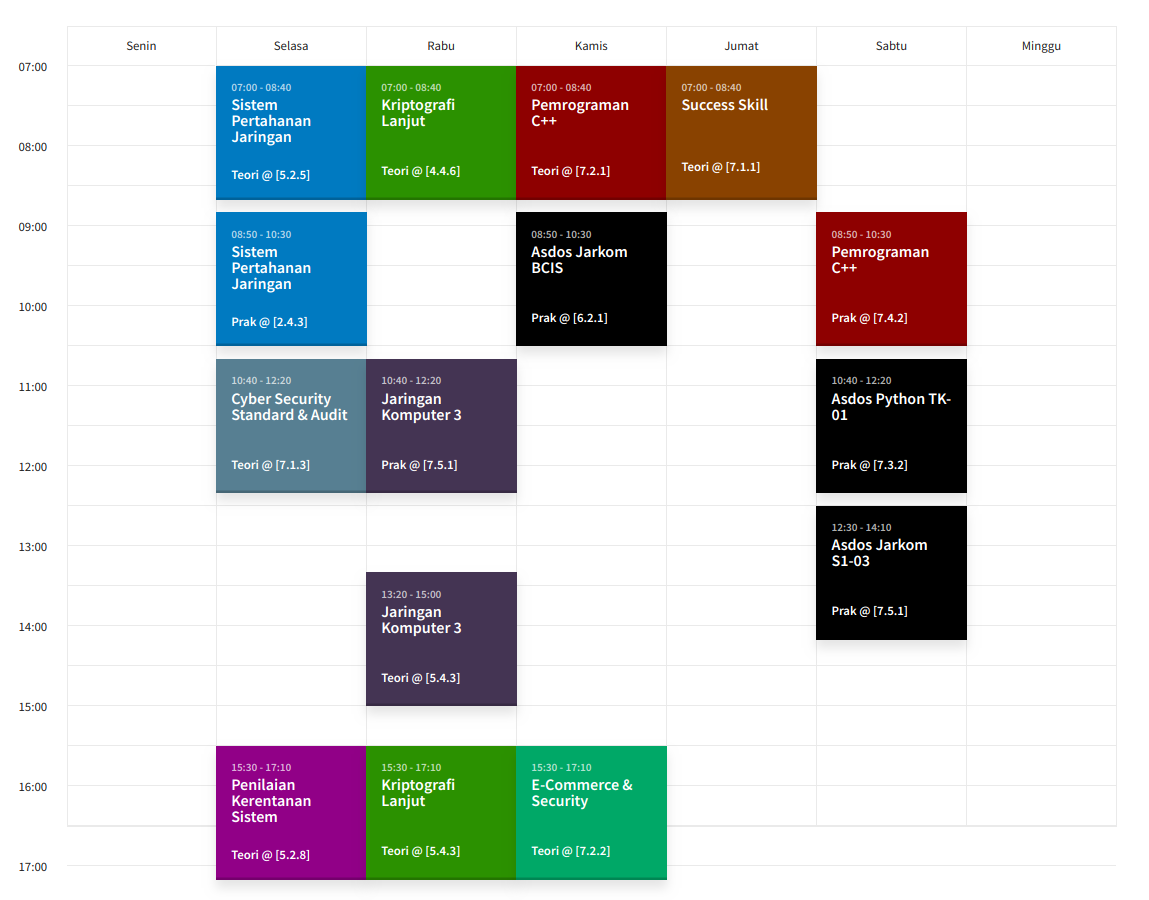 Senin
Selasa
Rabu
Kamis
Jumat
Sabtu
Minggu
07:00
08:00
09:00
10:00
11:00
12:00
13:00
14:00
15:00
16:00
17:00
07:00 - 08:40
Sistem
Pertahanan
Jaringan
Teori @ [5.2.5]
08:50 - 10:30
Sistem
Pertahanan
Jaringan
Prak @ [2.4.3]
10:40 - 12:20
Cyber Security
Standard & Audit
Teori @ [7.1.3]
15:30 - 17:10
Penilaian
Kerentanan
Sistem
Teori @ [5.2.8]
07:00 - 08:40
Kriptografi
Lanjut
Teori @ [4.4.6]
10:40 - 12:20
Jaringan
Komputer 3
Prak @ [7.5.1]
13:20 - 15:00
Jaringan
Komputer 3
Teori @ [5.4.3]
15:30 - 17:10
Kriptografi
Lanjut
Teori @ [5.4.3]
07:00 - 08:40
Pemrograman
C++
Teori @ [7.2.1]
08:50 - 10:30
Asdos Jarkom
BCIS
Prak @ [6.2.1]
15:30 - 17:10
E-Commerce &
Security
Teori @ [7.2.2]
07:00 - 08:40
Success Skill
Teori @ [7.1.1]
08:50 - 10:30
Pemrograman
C++
Prak @ [7.4.2]
10:40 - 12:20
Asdos Python TK-
01
Prak @ [7.3.2]
12:30 - 14:10
Asdos Jarkom
S1-03
Prak @ [7.5.1]